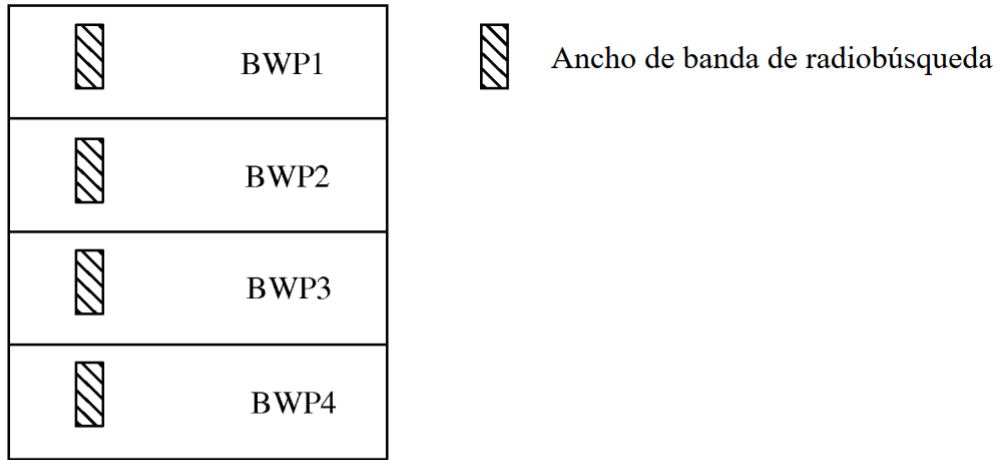 BWP1
Ancho de banda de radiobúsqueda
BWP2
BWP3
BWP4